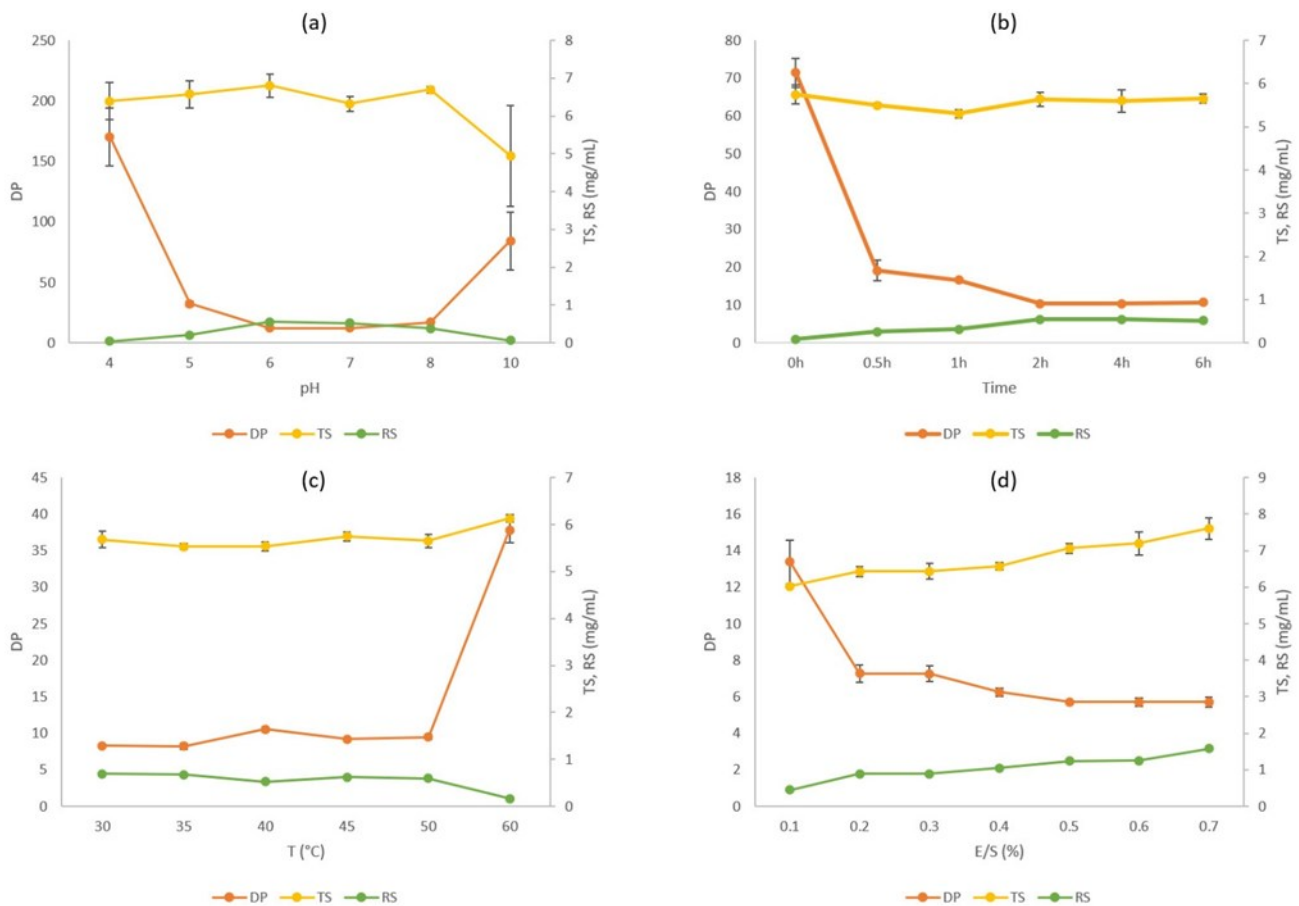 (a)
250
200
150
100
50
0
DP
8
7
6
5
4
3
2
1
0
TS, RS (mg/mL)
4 5 6 7 8 10
pH
DP TS RS
(b)
80
70
60
50
40
30
20
10
0
DP
7
6
5
4
3
2
1
0
TS, RS (mg/mL)
0h 0.5h 1h 2h 4h 6h
Time
DP TS RS
(c)
45
40
35
30
25
20
15
10
5
0
DP
7
6
5
4
3
2
1
0
TS, RS (mg/mL)
30 35 40 45 50 60
T (°C)
DP TS RS
(d)
18
16
14
12
10
8
6
4
2
0
DP
9
8
7
6
5
4
3
2
1
0
TS, RS (mg/mL)
0.1 0.2 0.3 0.4 0.5 0.6 0.7
E/S (%)
DP TS RS